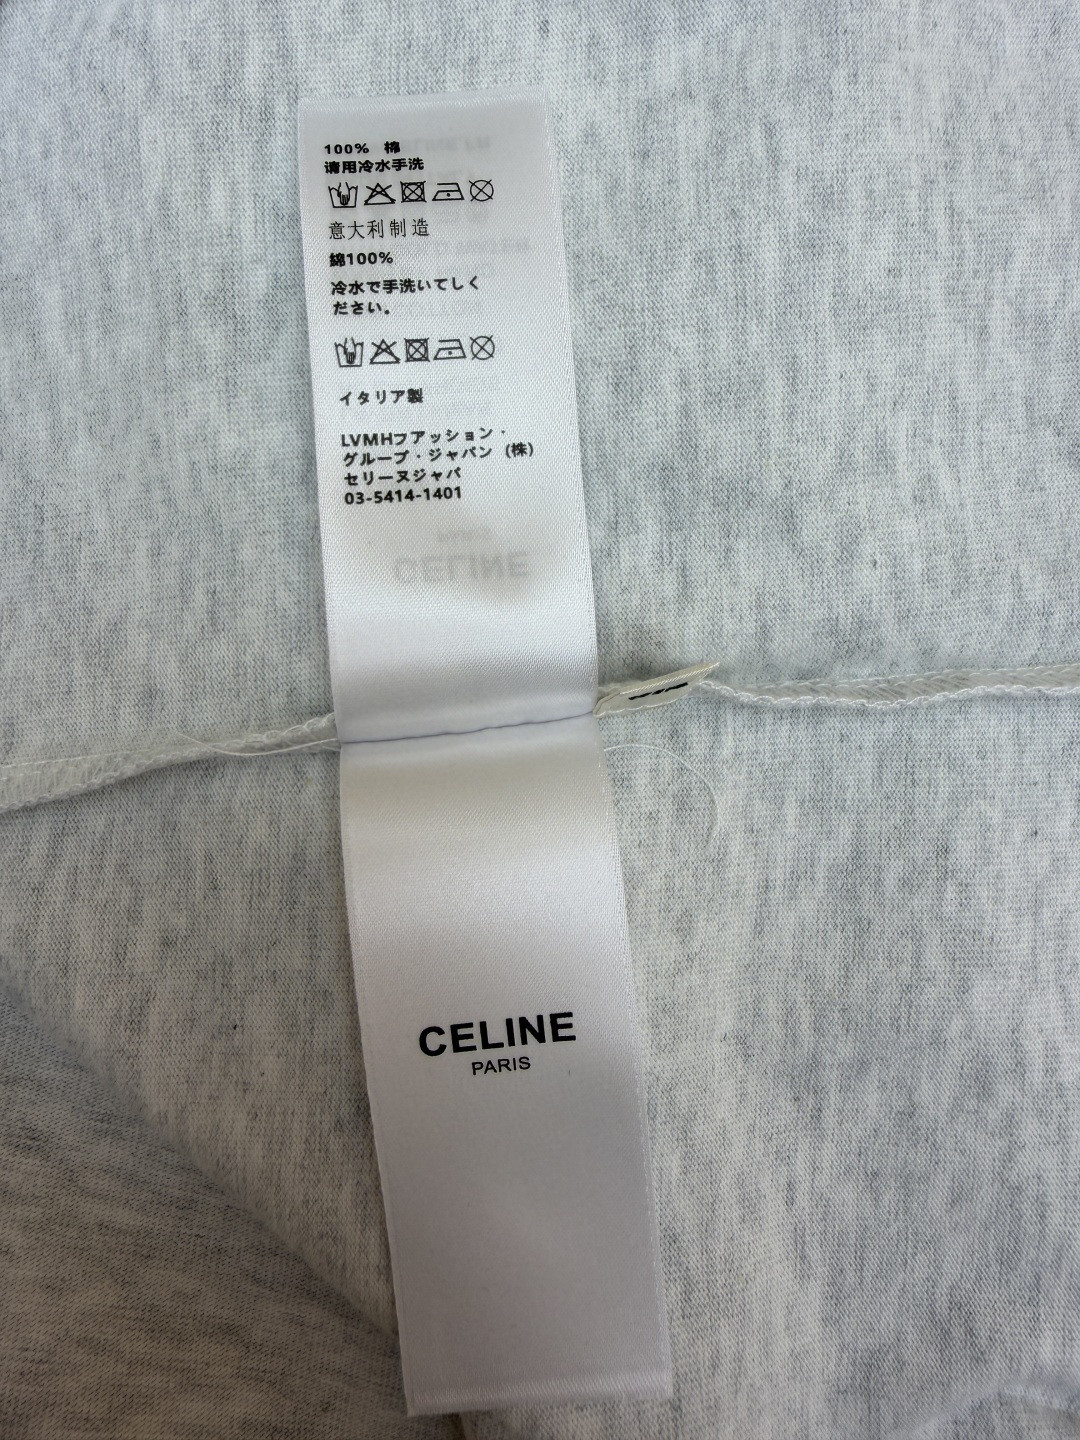 100% 棉
请用冷水手洗
意大利制造
綿100%
冷水で手洗いてしく
ださい。
イタリア製
LVMHフアッション・
グループ・ジャパン (株)
セリーヌジャパ
03-5414-1401
CELINE
PARIS